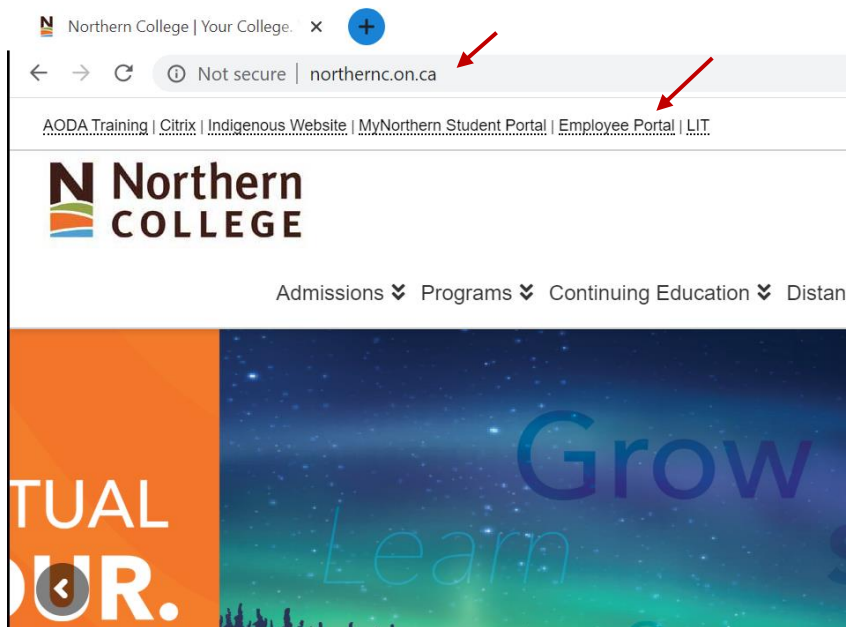 Northern College | Your College.
Not secure | northernc.on.ca
AODA Training | Citrix | Indigenous Website | MyNorthern Student Portal | Employee Portal | LIT
N Northern
COLLEGE
Admissions Programs Continuing Education Distan
Grow
TUAL
Learn
OUR.